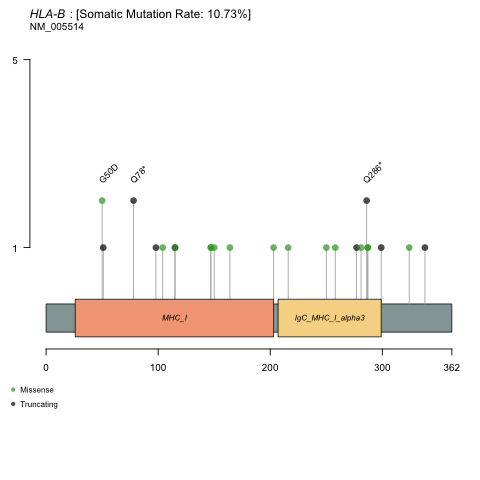 HLA-B : [Somatic Mutation Rate: 10.73%]
NM_005514
5
G50D
Q78*
Q286*
1
MHC_I
IgC_MHC_I_alpha3
0
100
200
300
362
Missense
Truncating